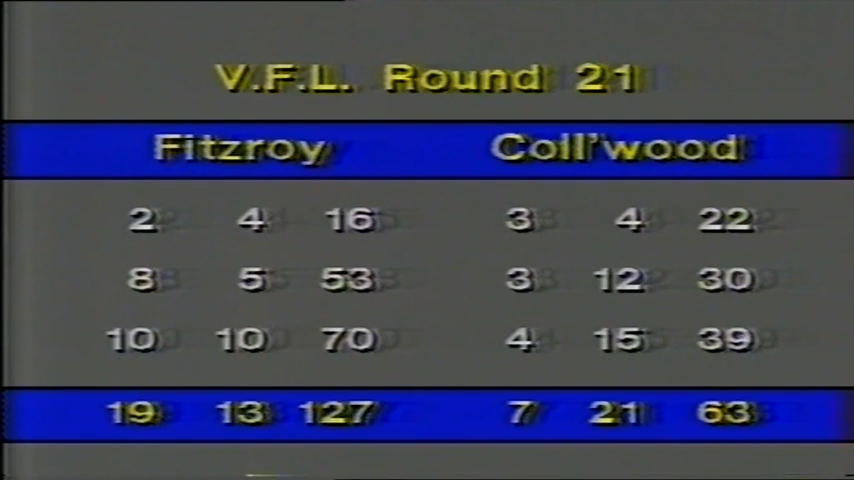 V.F.L. Round 21
Fitzroy Coll'wood
2 4 16 3 4 22
8 5 53 3 12 30
10 10 70 4 15 39
19 13 127 7 21 63